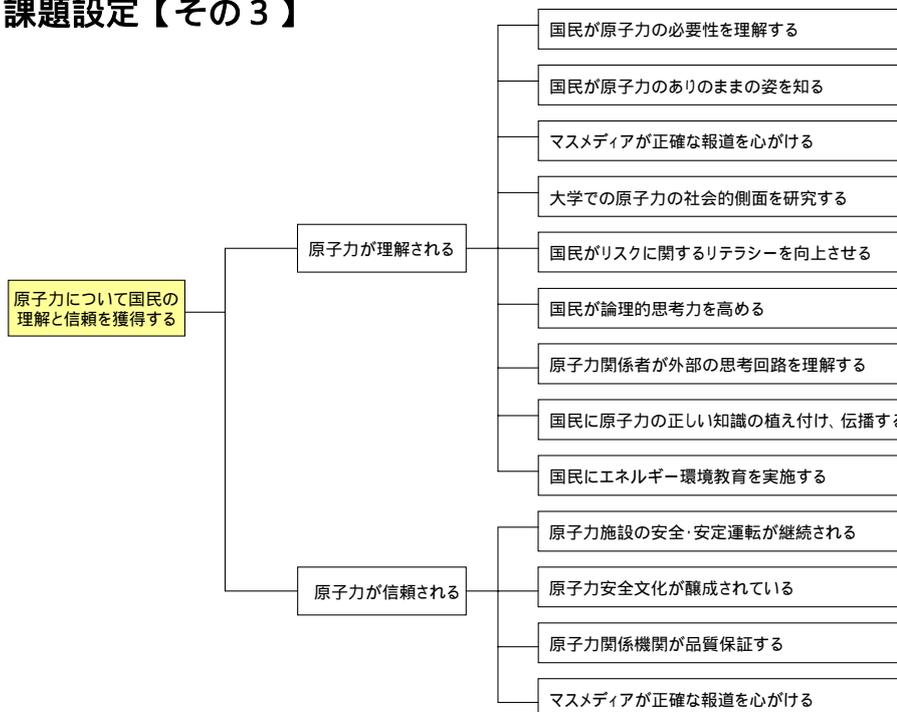 課題設定【その3】
国民が原子力の必要性を理解する
国民が原子力のありのままの姿を知る
マスメディアが正確な報道を心がける
大学での原子力の社会的側面を研究する
原子力が理解される
国民がリスクに関するリテラシーを向上させる
原子力について国民の
理解と信頼を獲得する
国民が論理的思考力を高める
原子力関係者が外部の思考回路を理解する
国民に原子力の正しい知識の植え付け、伝播する
国民にエネルギー環境教育を実施する
原子力施設の安全・安定運転が継続される
原子力が信頼される
原子力安全文化が醸成されている
原子力関係機関が品質保証する
マスメディアが正確な報道を心がける